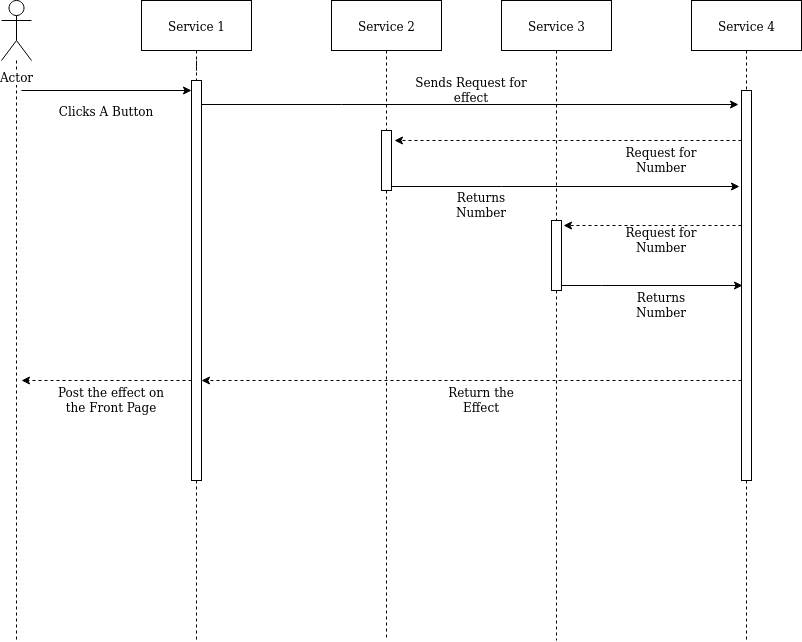 Service 1
Service 2
Service 3
Service 4
Actor
Clicks A Button
Sends Request for
effect
Request for
Number
Returns
Number
Request for
Number
Returns
Number
Post the effect on
the Front Page
Return the
Effect